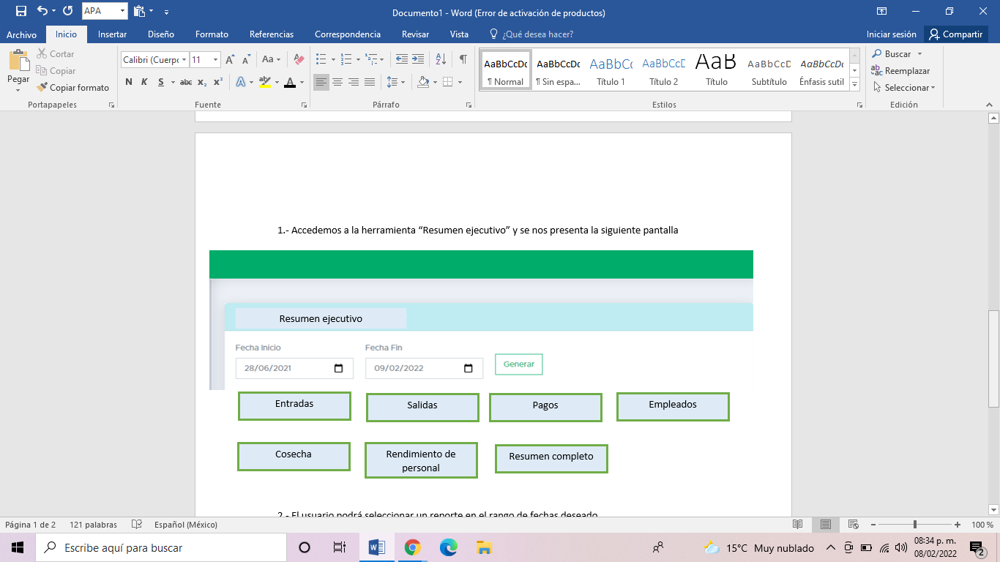 APA
Documento1 - Word (Error de activación de productos)
Archivo
Inicio
Insertar
Diseño
Formato
Referencias
Correspondencia
Revisar
Vista
¿Qué desea hacer?
Iniciar sesión
Compartir
Pegar
Cortar
Copiar
Copiar formato
Portapapeles
Calibri (Cuerpo
11
Aa
N K S abc x₂ x²
Fuente
Párrafo
AaBbCcDc
¶ Normal
AaBbCcDc
¶ Sin espa...
AaBbCc
Título 1
AaBbCcD
Título 2
AaB
Título
AaBbCcD
Subtítulo
AaBbCcDc
Énfasis sutil
Estilos
Buscar
Reemplazar
Seleccionar
Edición
1.- Accedemos a la herramienta “Resumen ejecutivo” y se nos presenta la siguiente pantalla
Resumen ejecutivo
Fecha Inicio
Fecha Fin
28/06/2021
09/02/2022
Generar
Entradas
Salidas
Pagos
Empleados
Cosecha
Rendimiento de
personal
Resumen completo
2.- El usuario podrá seleccionar un reporte en el rango de fechas deseado
Página 1 de 2
121 palabras
Español (México)
100 %
Escribe aquí para buscar
15°C Muy nublado
08:34 p. m.
08/02/2022
2